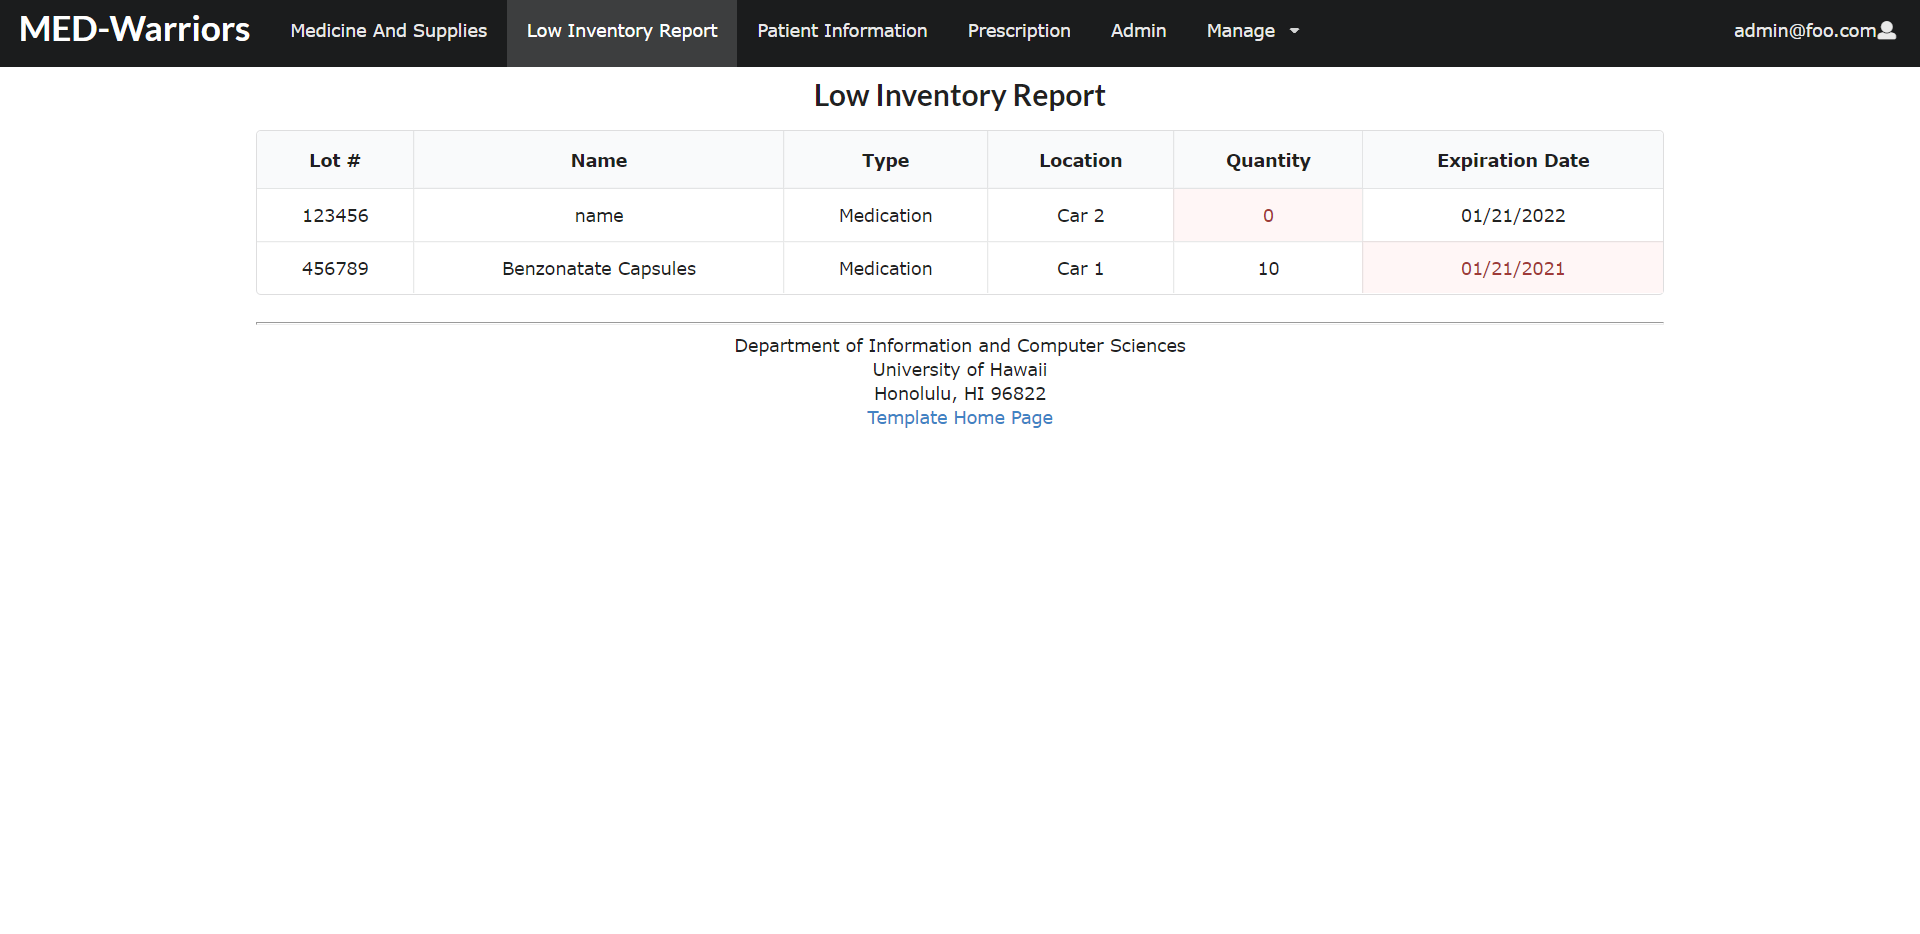 MED-Warriors Medicine And Supplies Low Inventory Report Patient Information Prescription Admin Manage admin@foo.com
Low Inventory Report
Lot # Name Type Location Quantity Expiration Date
123456 name Medication Car 2 0 01/21/2022
456789 Benzonatate Capsules Medication Car 1 10 01/21/2021
Department of Information and Computer Sciences
University of Hawaii
Honolulu, HI 96822
Template Home Page